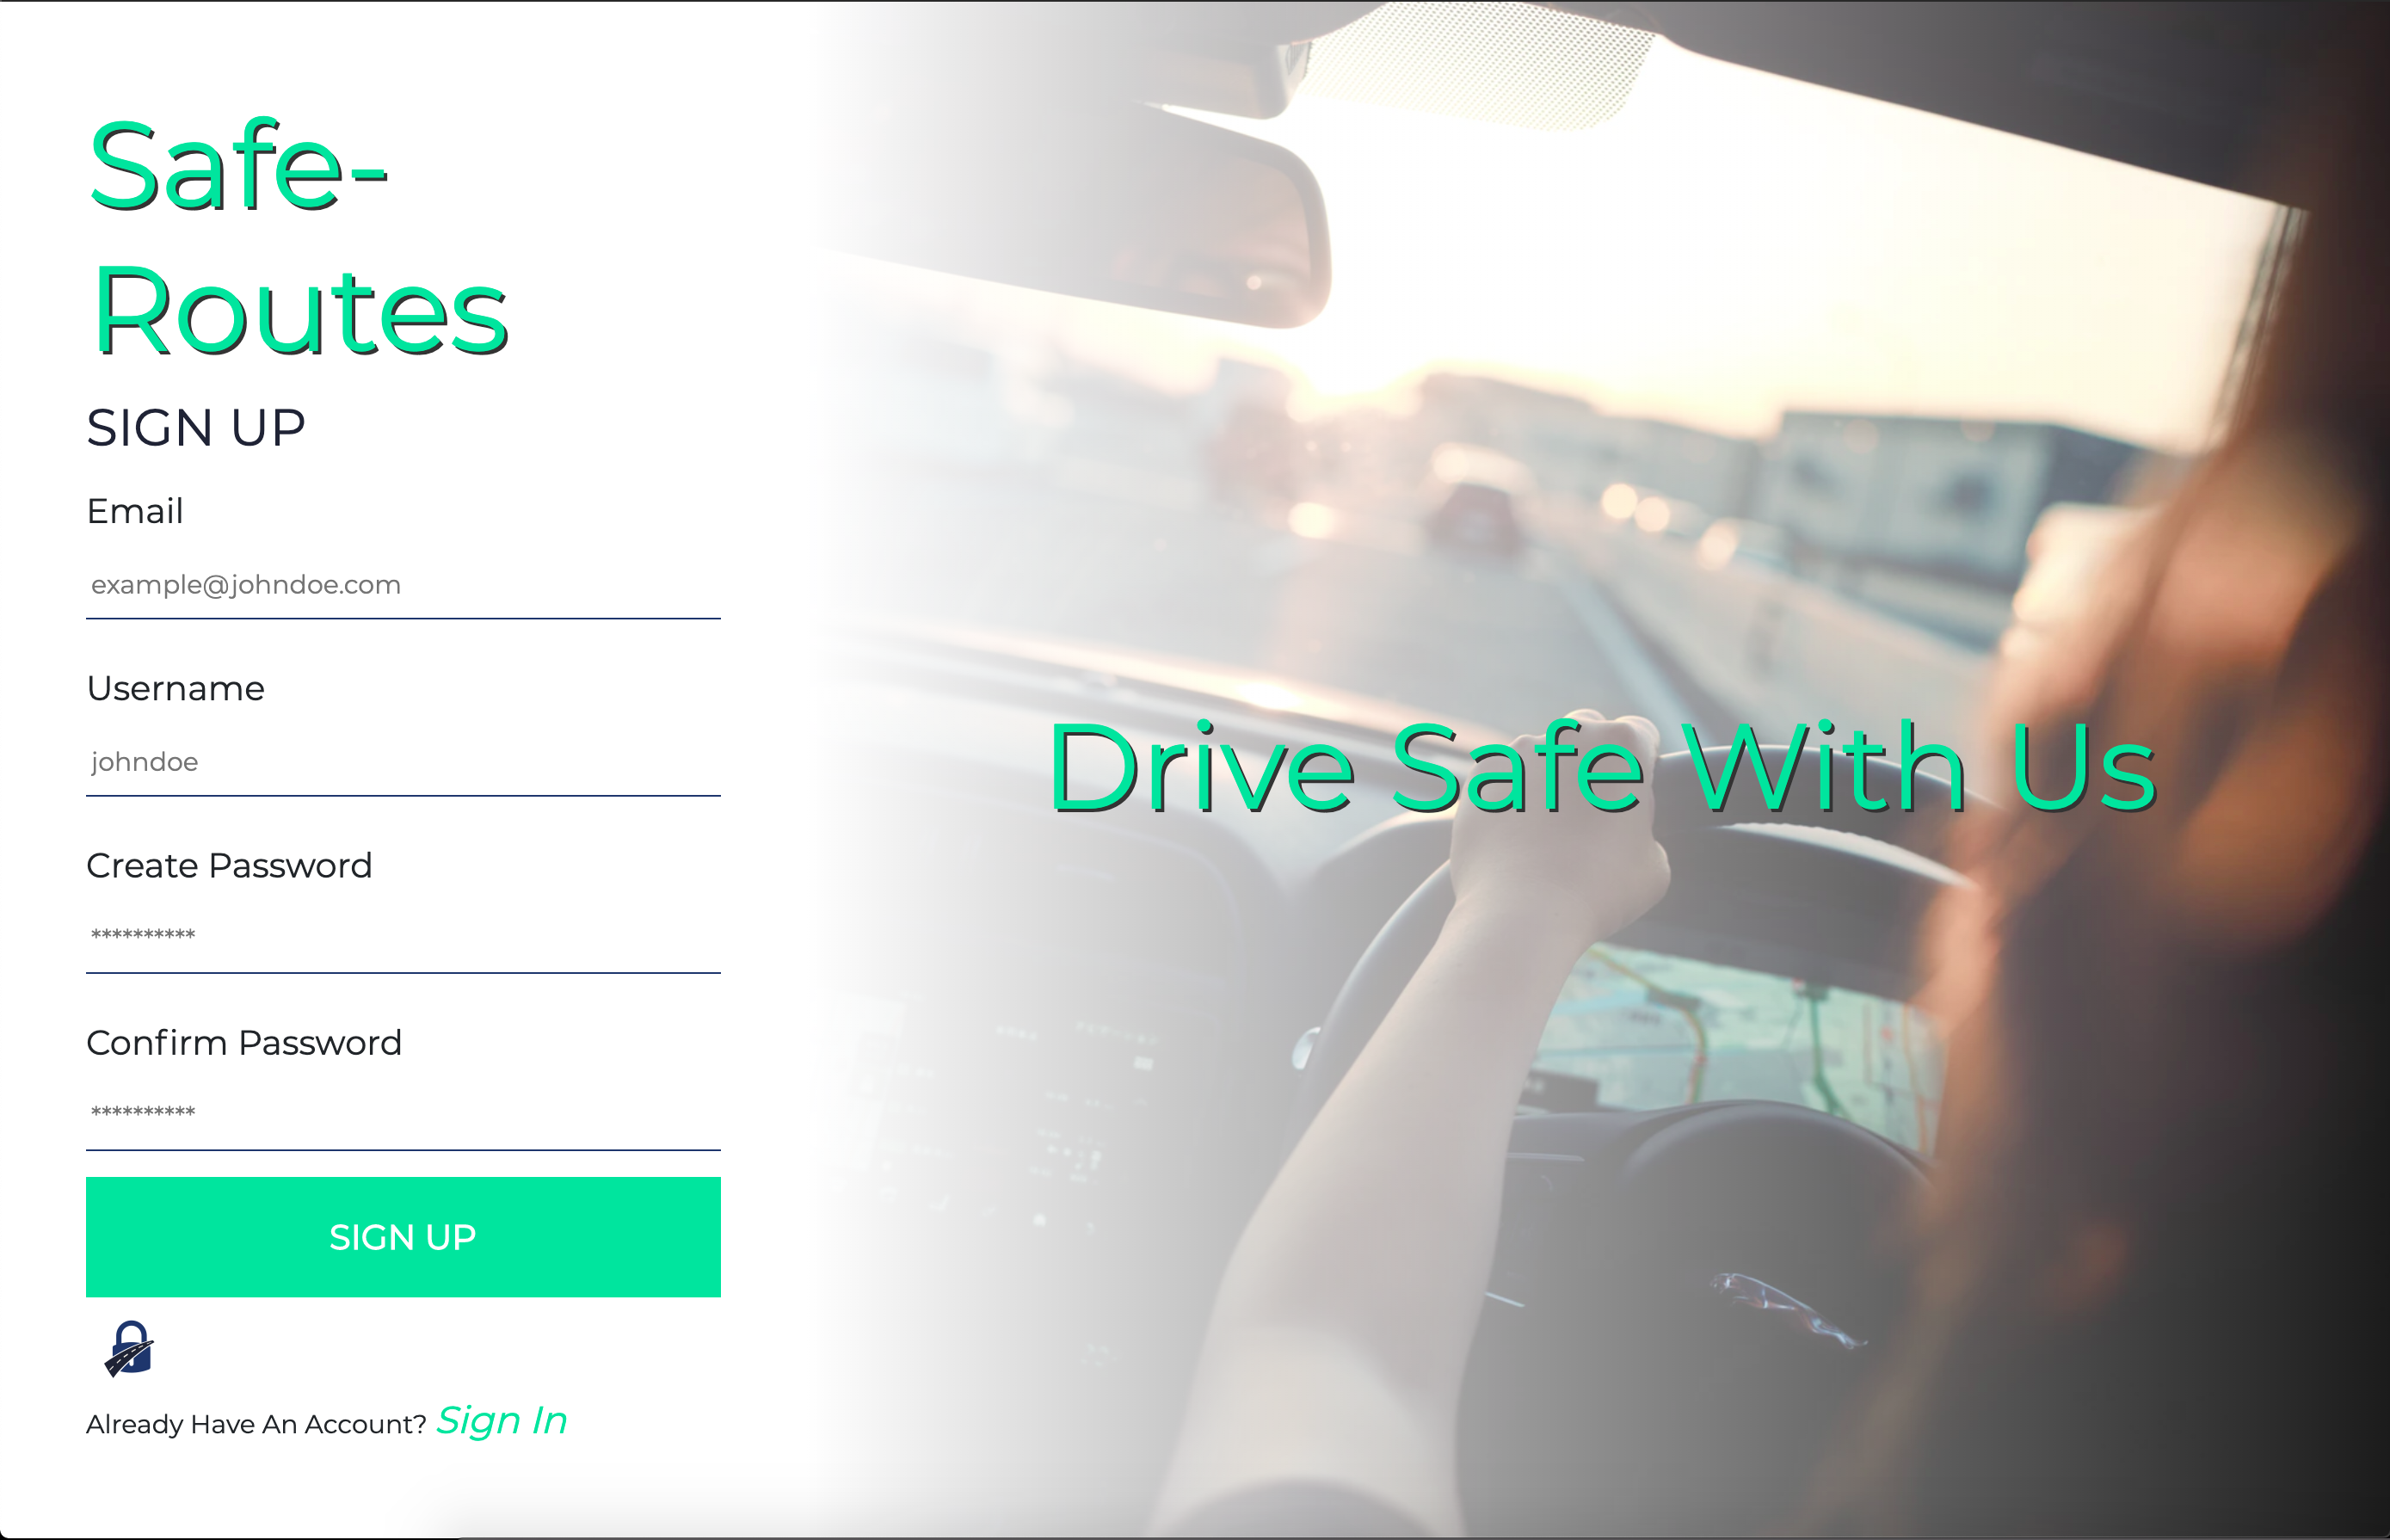 Safe-
Routes
SIGN UP
Email
example@johndoe.com
Username
johndoe
Create Password
**********
Confirm Password
**********
SIGN UP
Already Have An Account? Sign In
Drive Safe With Us